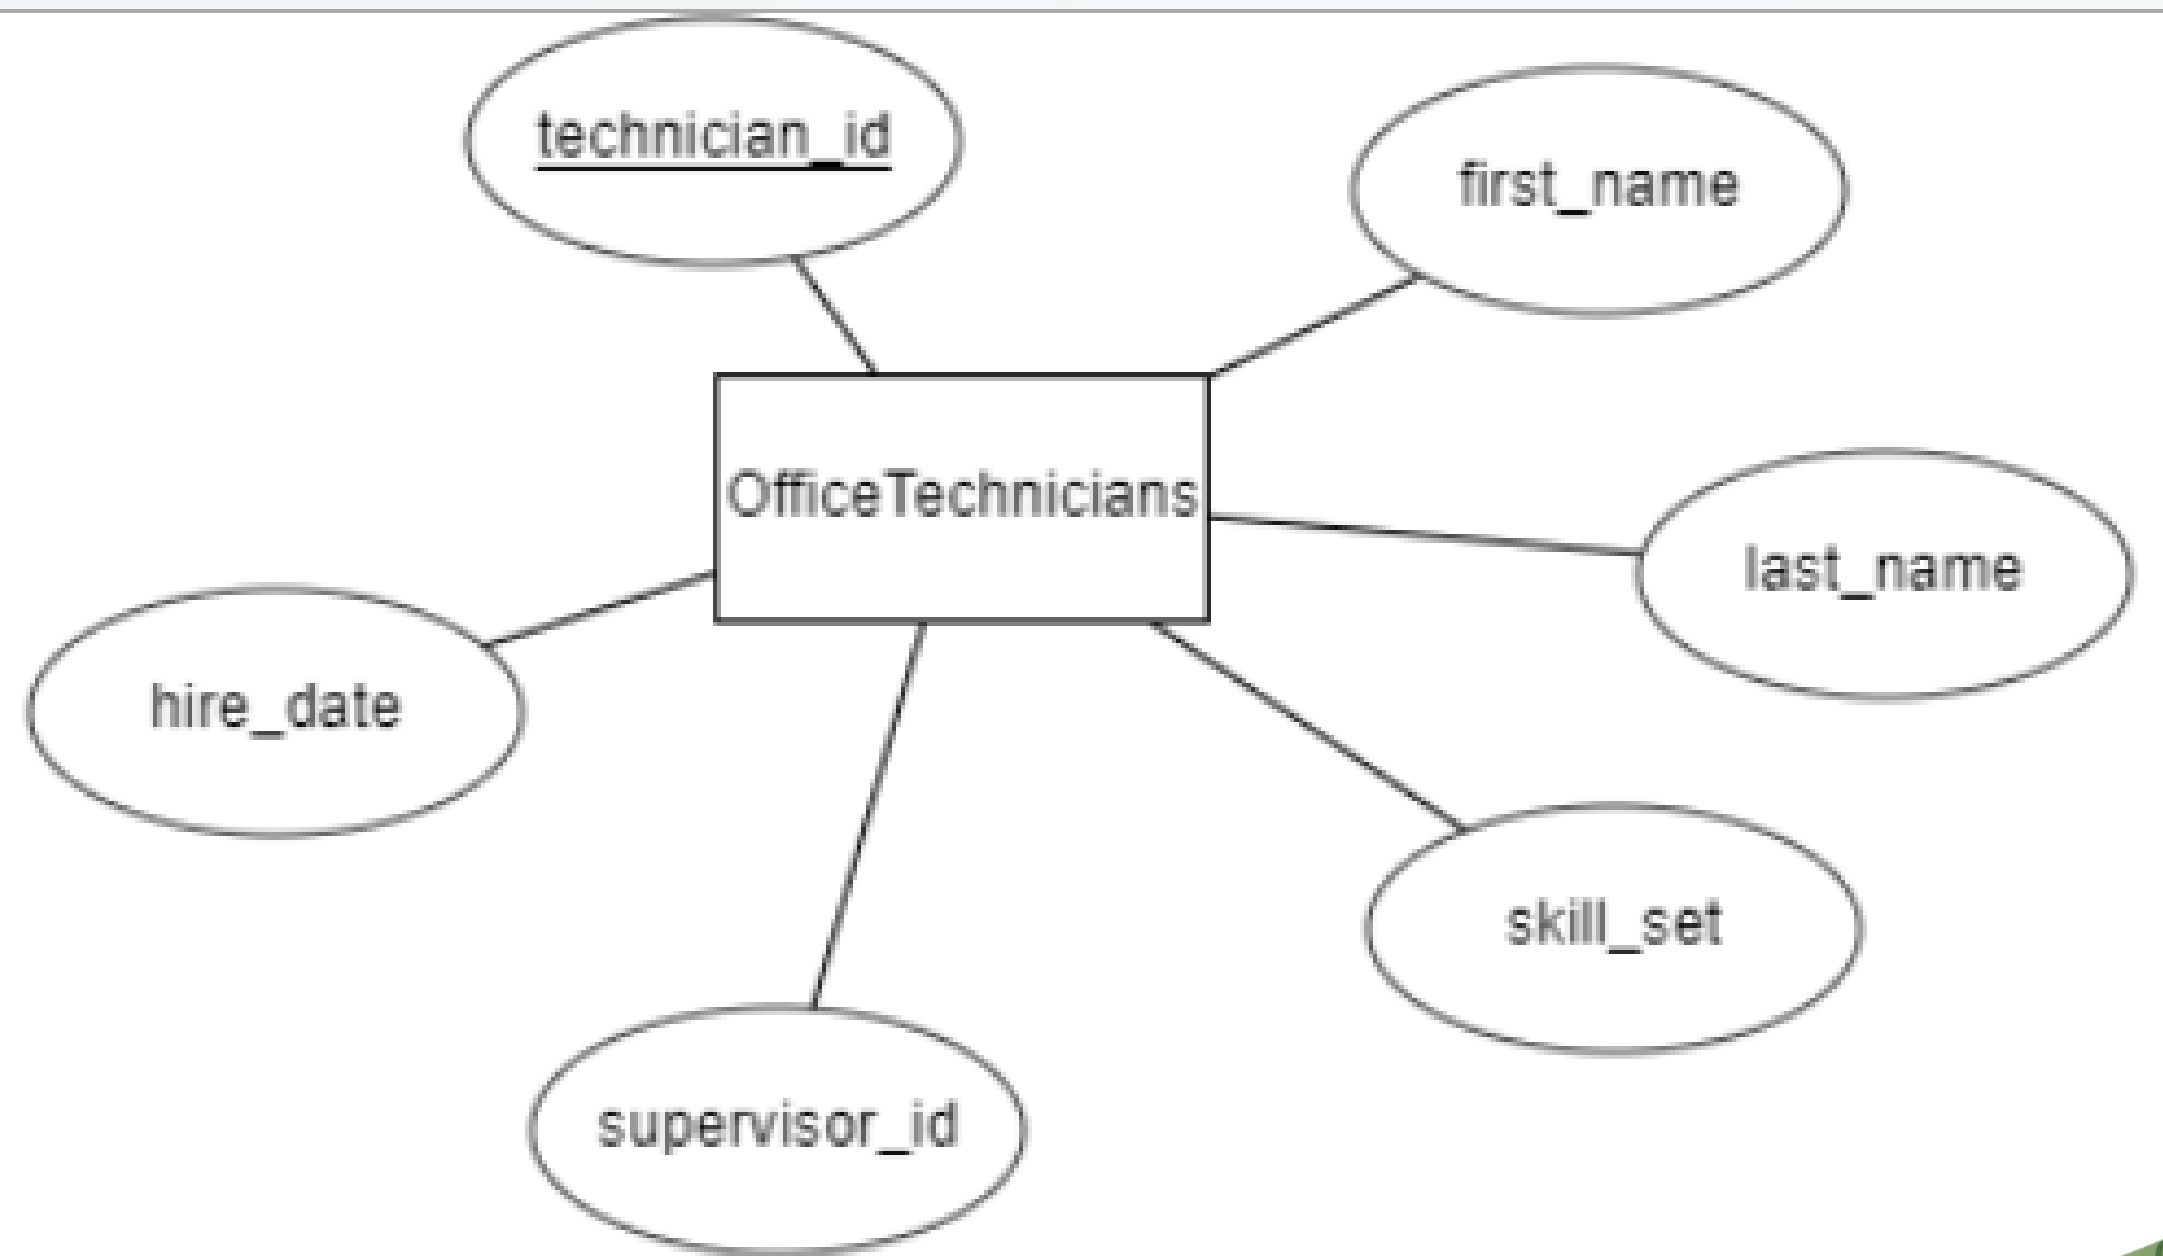 technician_id
first_name
OfficeTechnicians
last_name
hire_date
skill_set
supervisor_id